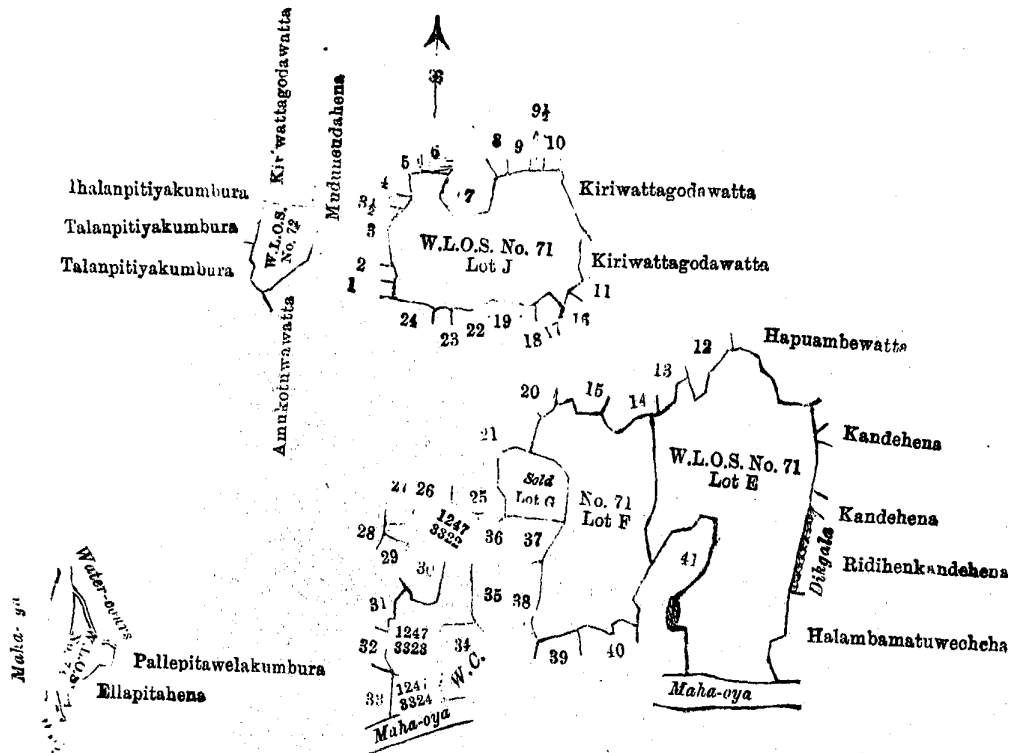 Kiriwattagodawatta
Mudunendahena
Ihalanpitiyakumbura
Talanpitiyakumbura
Talanpitiyakumbura
W.L.O.S.
No. 72
Amukotuwawatta
1
2
3
3½
4
5
6
7
8
9
9½
10
Kiriwattagodawatta
Kiriwattagodawatta
W.L.O.S. No. 71
Lot J
11
16
17
18
19
22
23
24
12
Hapuambewatta
13
14
15
20
21
Kandehena
W.L.O.S. No. 71
Lot E
Sold
Lot G
No. 71
Lot F
Kandehena
Dikgala
Ridihenkandehena
Halambamatuwechcha
41
27
26
25
1247
3322
36
37
28
29
30
35
38
31
32
1247
3323
34
W.C.
39
40
33
3324
Maha-oya
Maha-oya
Water-cours
W.L.O.S.
Pallepitawelakumbura
Ellapitahena